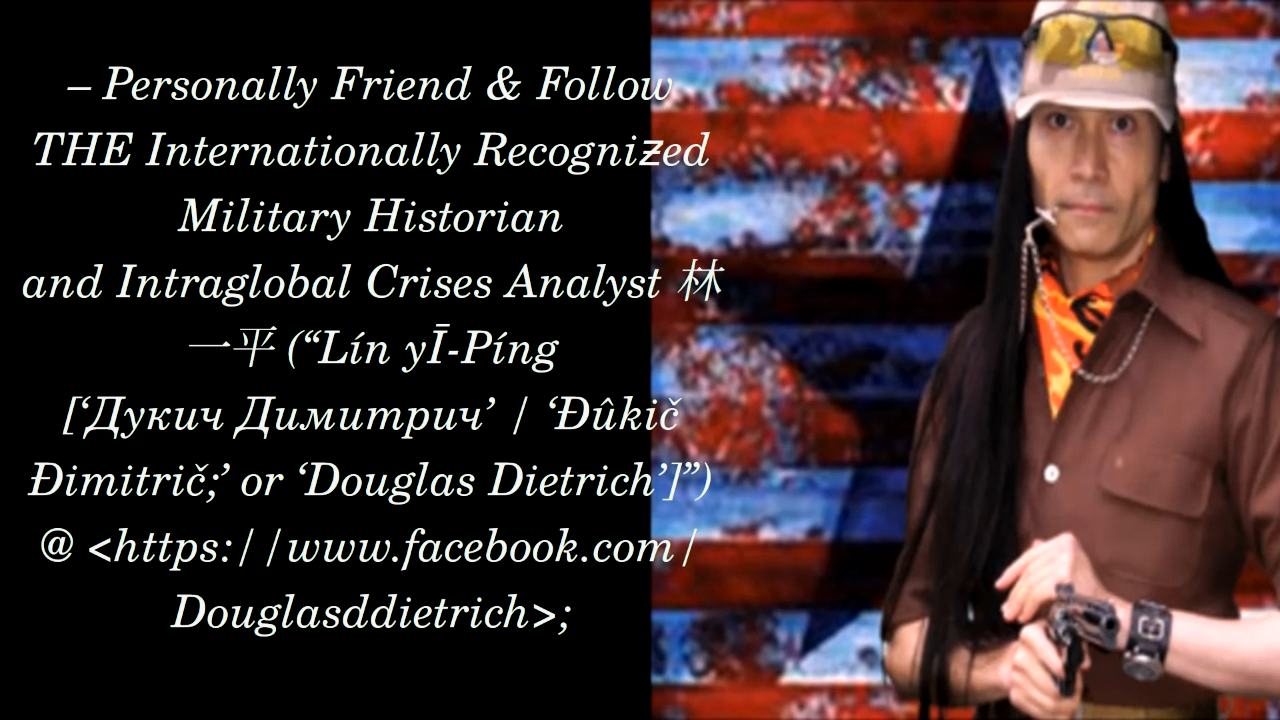 – Personally Friend & Follow
THE Internationally Recogniƶed
Military Historian
and Intraglobal Crises Analyst 林
一平 (“Lín yĪ-Píng
[‘Дукич Димитрич’ / ‘Đûkič
Đimitrič;’ or ‘Douglas Dietrich’]”)
@ <https://www.facebook.com/
Douglasddietrich>;